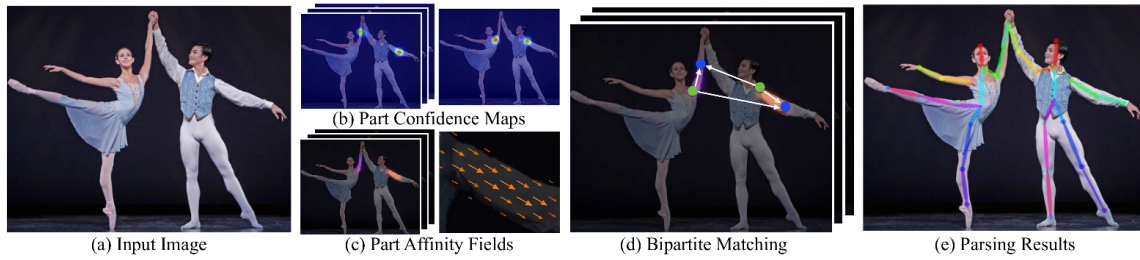 (b) Part Confidence Maps
(a) Input Image
(c) Part Affinity Fields
(d) Bipartite Matching
(e) Parsing Results